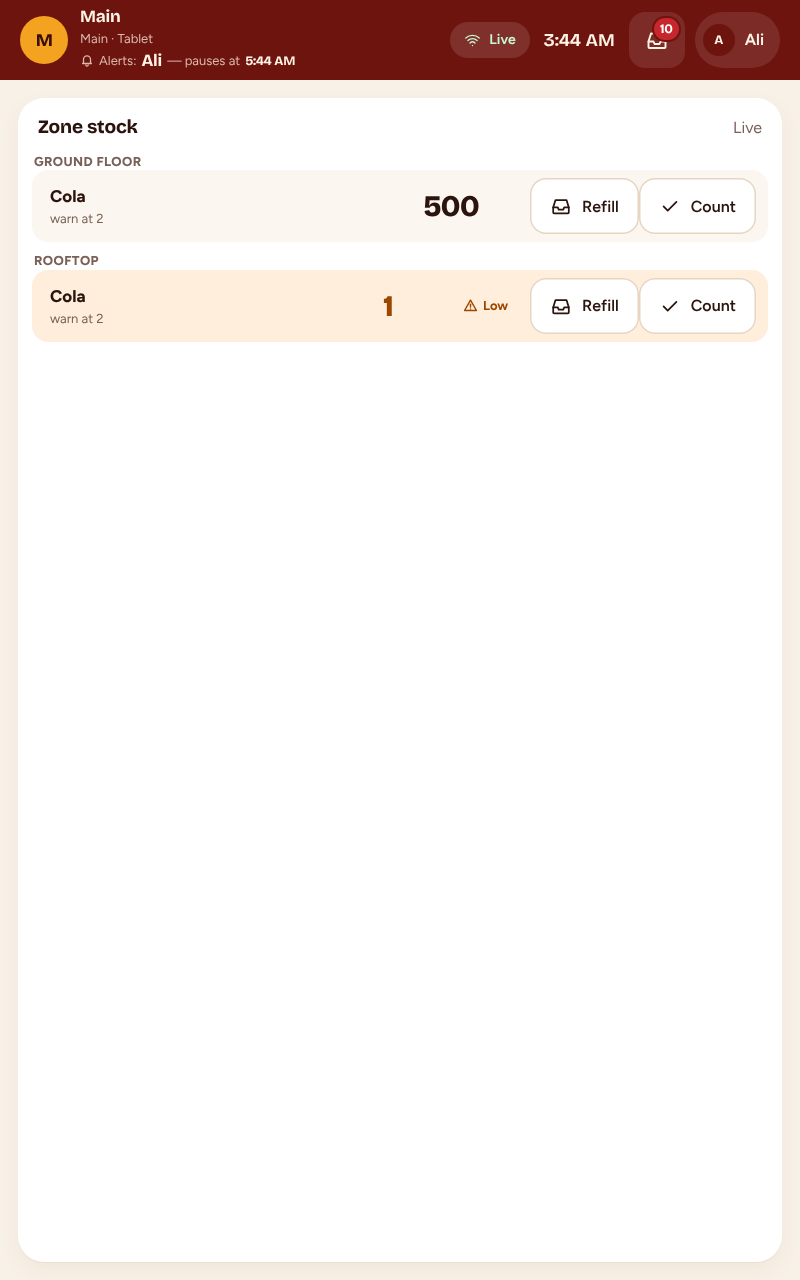 M
Main
Main · Tablet
Alerts: Ali — pauses at 5:44 AM
Live
3:44 AM
10
A
Ali
Zone stock
Live
GROUND FLOOR
Cola
warn at 2
500
Refill
Count
ROOFTOP
Cola
warn at 2
1
Low
Refill
Count